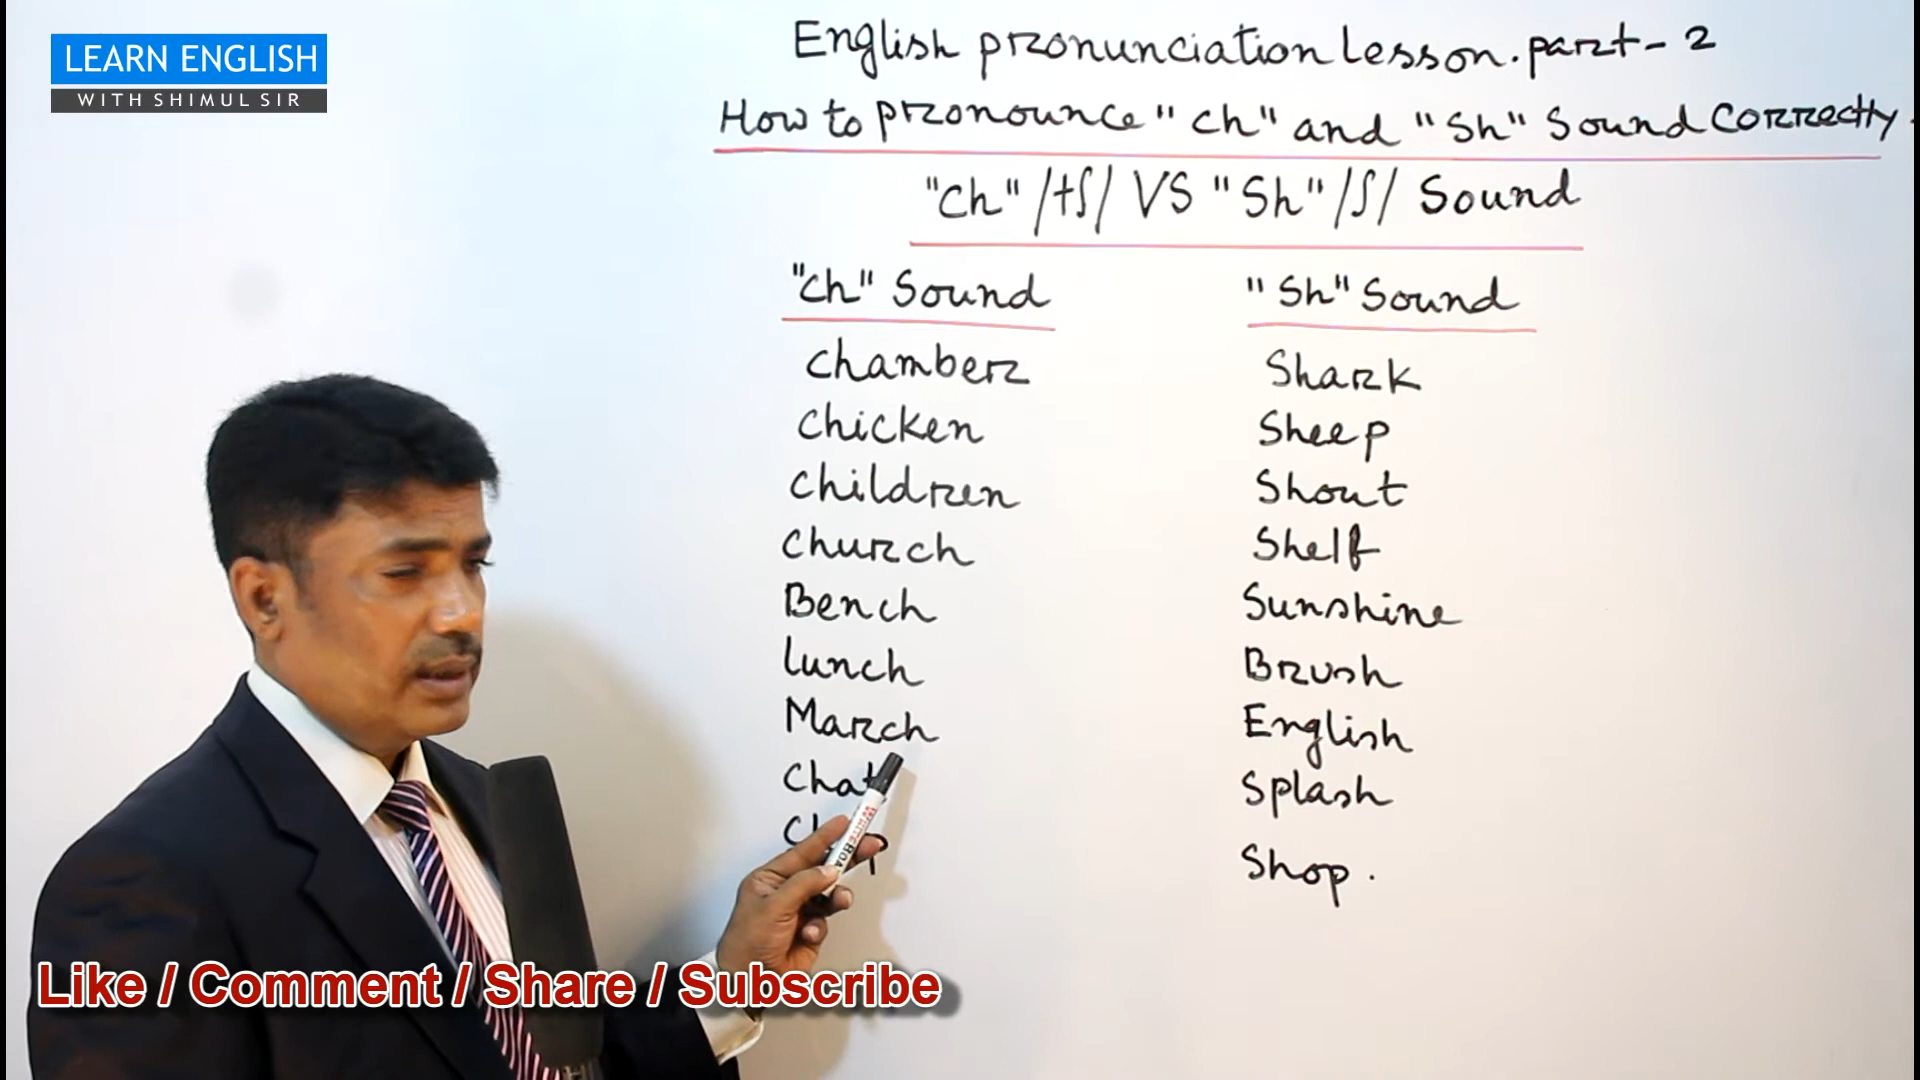 LEARN ENGLISH
WITH SHIMUL SIR
English pronunciation lesson. part - 2
How to pronounce "ch" and "Sh" Sound Correctly.
"Ch" /tʃ/ VS "Sh" /ʃ/ Sound
"Ch" Sound
"Sh" Sound
Chamber
Chicken
Children
Church
Bench
lunch
March
Chat
Shark
Sheep
Shout
Shelf
Sunshine
Brush
English
Splash
Shop.
WHITEBOA
Like / Comment / Share / Subscribe